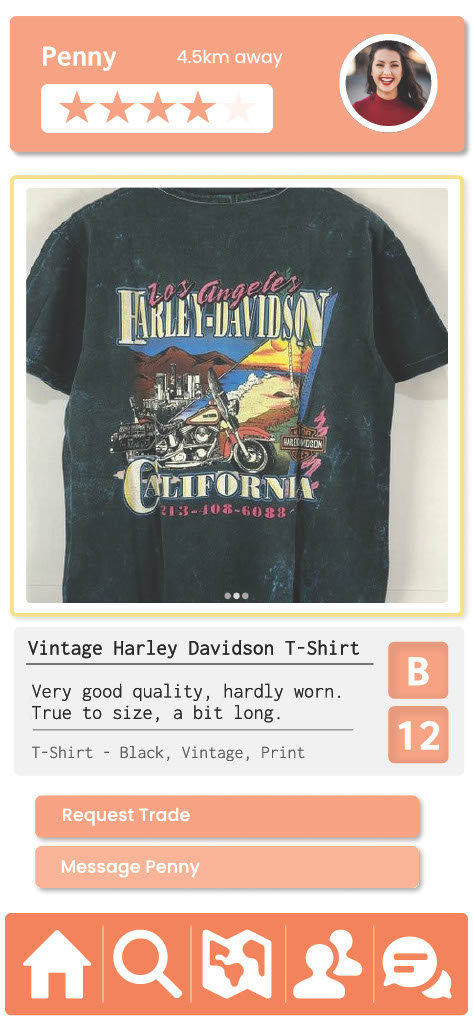 Penny
4.5km away
Los Angeles
HARLEY-DAVIDSON
HARLEY-DAVIDSON
CALIFORNIA
213-408-6088
Vintage Harley Davidson T-Shirt
B
Very good quality, hardly worn.
True to size, a bit long.
12
T-Shirt - Black, Vintage, Print
Request Trade
Message Penny